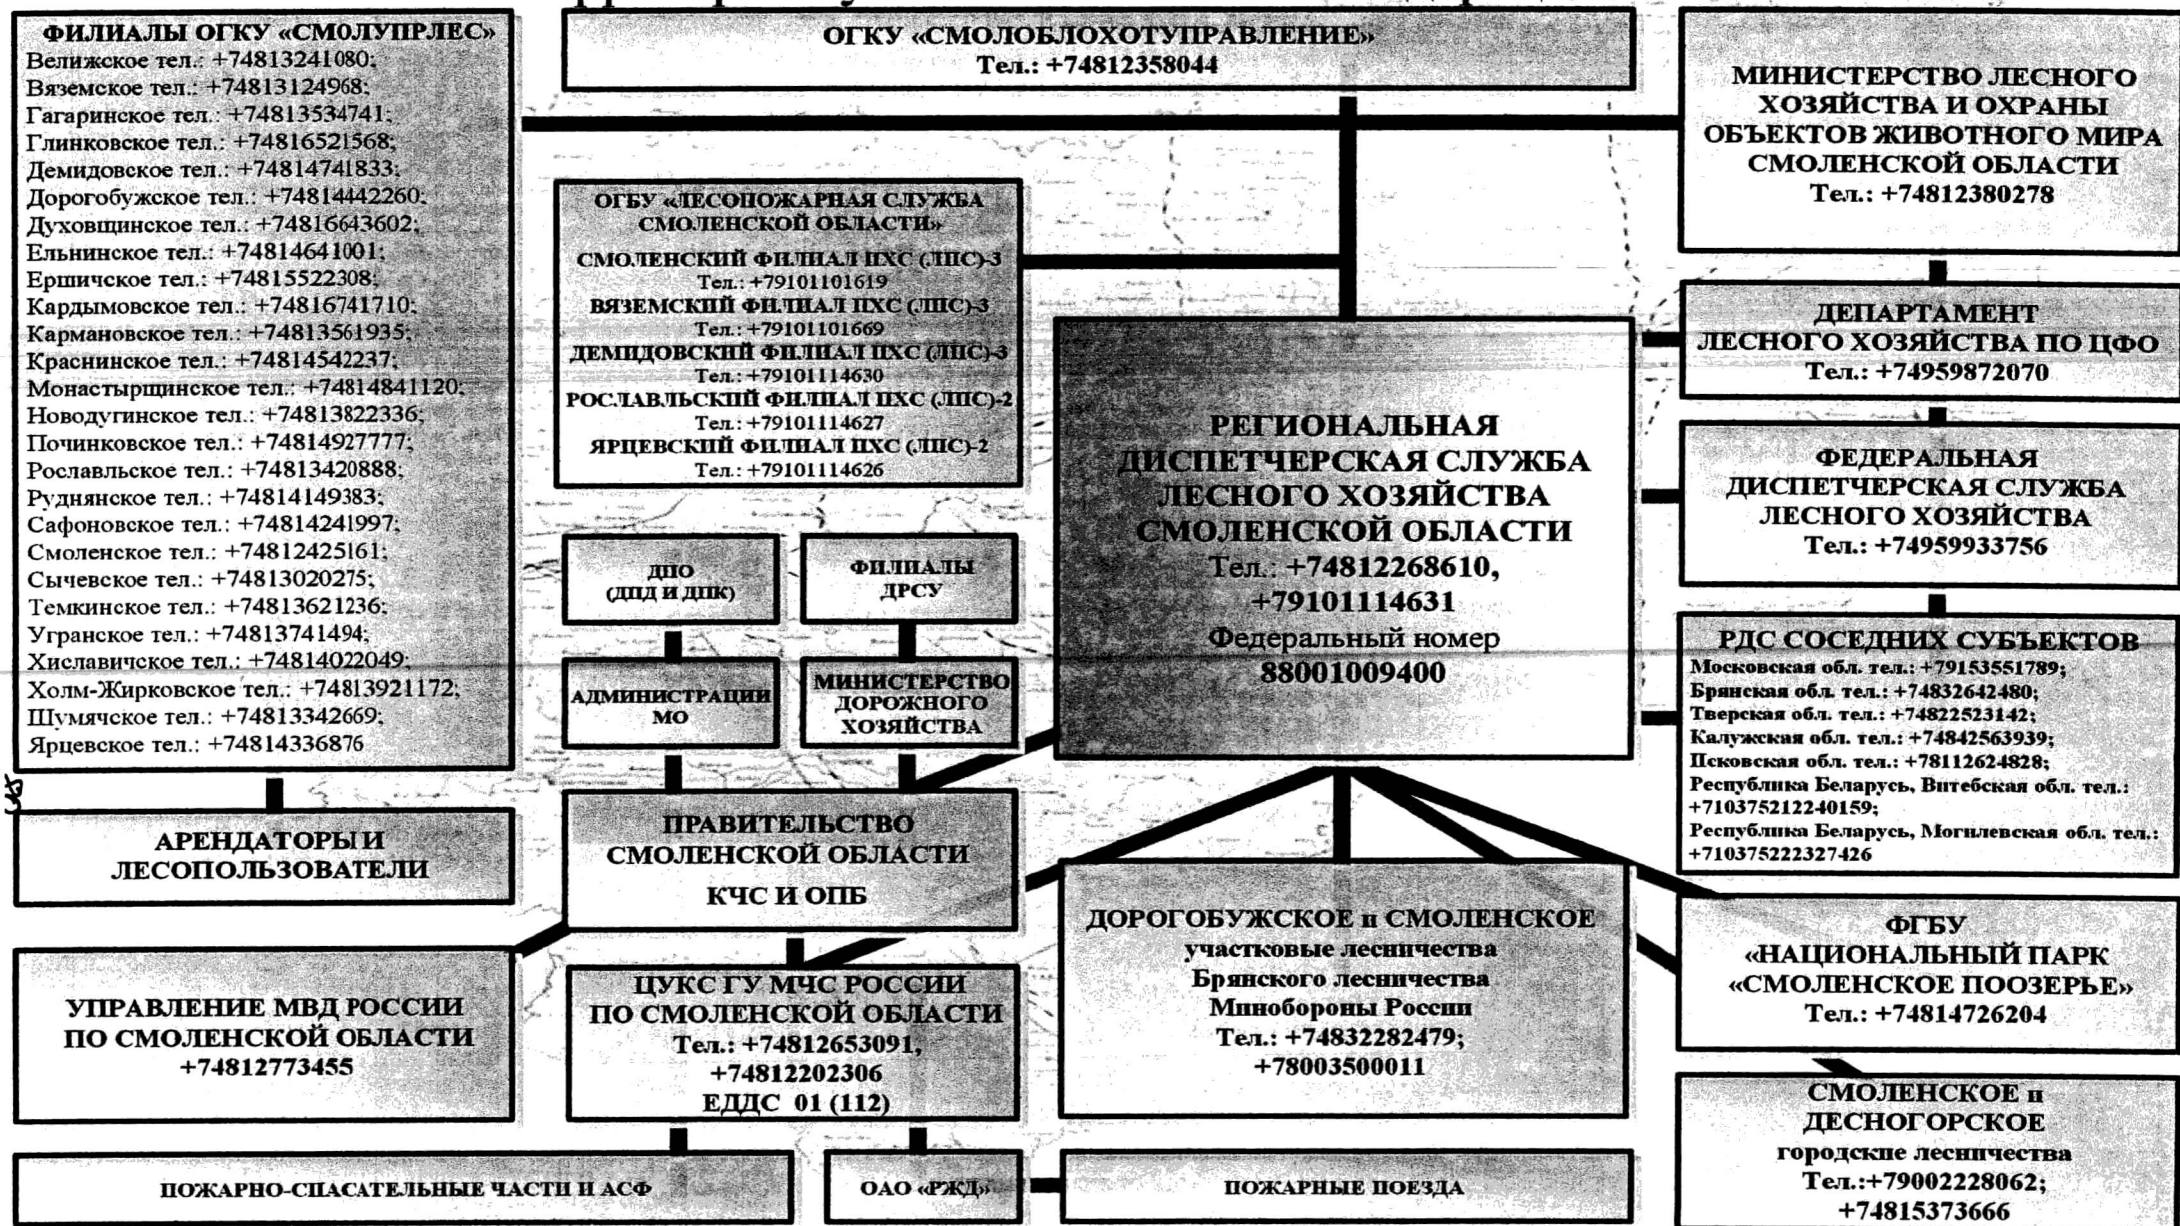 ФИЛИАЛЫ ОГКУ «СМОЛУПРЛЕС»
Велижское тел.: +74813241080;
Вяземское тел.: +74813124968;
Гагаринское тел.: +74813534741;
Глинковское тел.: +74816521568;
Демидовское тел.: +74814741833;
Дорогобужское тел.: +74814442260;
Духовщинское тел.: +74816643602;
Ельнинское тел.: +74814641001;
Ершичское тел.: +74815522308;
Кардымовское тел.: +74816741710;
Кармановское тел.: +74813561935;
Краснинское тел.: +74814542237;
Монастырщинское тел.: +74814841120;
Новодугинское тел.: +74813822336;
Починковское тел.: +74814927777;
Рославльское тел.: +74813420888;
Руднянское тел.: +74814149383;
Сафоновское тел.: +74814241997;
Смоленское тел.: +74812425161;
Сычевское тел.: +74813020275;
Темкинское тел.: +74813621236;
Угранское тел.: +74813741494;
Хиславичское тел.: +74814022049;
Холм-Жирковское тел.: +74813921172;
Шумячское тел.: +74813342669;
Ярцевское тел.: +74814336876
АРЕНДАТОРЫ И
ЛЕСОПОЛЬЗОВАТЕЛИ
УПРАВЛЕНИЕ МВД РОССИИ
ПО СМОЛЕНСКОЙ ОБЛАСТИ
+74812773455
ПОЖАРНО-СПАСАТЕЛЬНЫЕ ЧАСТИ И АСФ
ОГКУ «СМОЛОБЛОХОТУПРАВЛЕНИЕ»
Тел.: +74812358044
ОГБУ «ЛЕСОПОЖАРНАЯ СЛУЖБА
СМОЛЕНСКОЙ ОБЛАСТИ»
СМОЛЕНСКИЙ ФИЛИАЛ ПХС (ЛПС)-3
Тел.: +79101101619
ВЯЗЕМСКИЙ ФИЛИАЛ ПХС (ЛПС)-3
Тел.: +79101101669
ДЕМИДОВСКИЙ ФИЛИАЛ ПХС (ЛПС)-3
Тел.: +79101114630
РОСЛАВЛЬСКИЙ ФИЛИАЛ ПХС (ЛПС)-2
Тел.: +79101114627
ЯРЦЕВСКИЙ ФИЛИАЛ ПХС (ЛПС)-2
Тел.: +79101114626
ДПО
(ДПД И ДПК)
ФИЛИАЛЫ
ДРСУ
АДМИНИСТРАЦИИ
МО
МИНИСТЕРСТВО
ДОРОЖНОГО
ХОЗЯЙСТВА
ПРАВИТЕЛЬСТВО
СМОЛЕНСКОЙ ОБЛАСТИ
КЧС И ОПБ
ЦУКС ГУ МЧС РОССИИ
ПО СМОЛЕНСКОЙ ОБЛАСТИ
Тел.: +74812653091,
+74812202306
ЕДДС 01 (112)
ОАО «РЖД»
РЕГИОНАЛЬНАЯ
ДИСПЕТЧЕРСКАЯ СЛУЖБА
ЛЕСНОГО ХОЗЯЙСТВА
СМОЛЕНСКОЙ ОБЛАСТИ
Тел.: +74812268610,
+79101114631
Федеральный номер
88001009400
ДОРОГОБУЖСКОЕ и СМОЛЕНСКОЕ
участковые лесничества
Брянского лесничества
Минобороны России
Тел.: +74832282479;
+78003500011
ПОЖАРНЫЕ ПОЕЗДА
МИНИСТЕРСТВО ЛЕСНОГО
ХОЗЯЙСТВА И ОХРАНЫ
ОБЪЕКТОВ ЖИВОТНОГО МИРА
СМОЛЕНСКОЙ ОБЛАСТИ
Тел.: +74812380278
ДЕПАРТАМЕНТ
ЛЕСНОГО ХОЗЯЙСТВА ПО ЦФО
Тел.: +74959872070
ФЕДЕРАЛЬНАЯ
ДИСПЕТЧЕРСКАЯ СЛУЖБА
ЛЕСНОГО ХОЗЯЙСТВА
Тел.: +74959933756
РДС СОСЕДНИХ СУБЪЕКТОВ
Московская обл. тел.: +79153551789;
Брянская обл. тел.: +74832642480;
Тверская обл. тел.: +74822523142;
Калужская обл. тел.: +74842563939;
Псковская обл. тел.: +78112624828;
Республика Беларусь, Витебская обл. тел.:
+710375212240159;
Республика Беларусь, Могилевская обл. тел.:
+710375222327426
ФГБУ
«НАЦИОНАЛЬНЫЙ ПАРК
«СМОЛЕНСКОЕ ПООЗЕРЬЕ»
Тел.: +74814726204
СМОЛЕНСКОЕ и
ДЕСНОГОРСКОЕ
городские лесничества
Тел.:+79002228062;
+74815373666